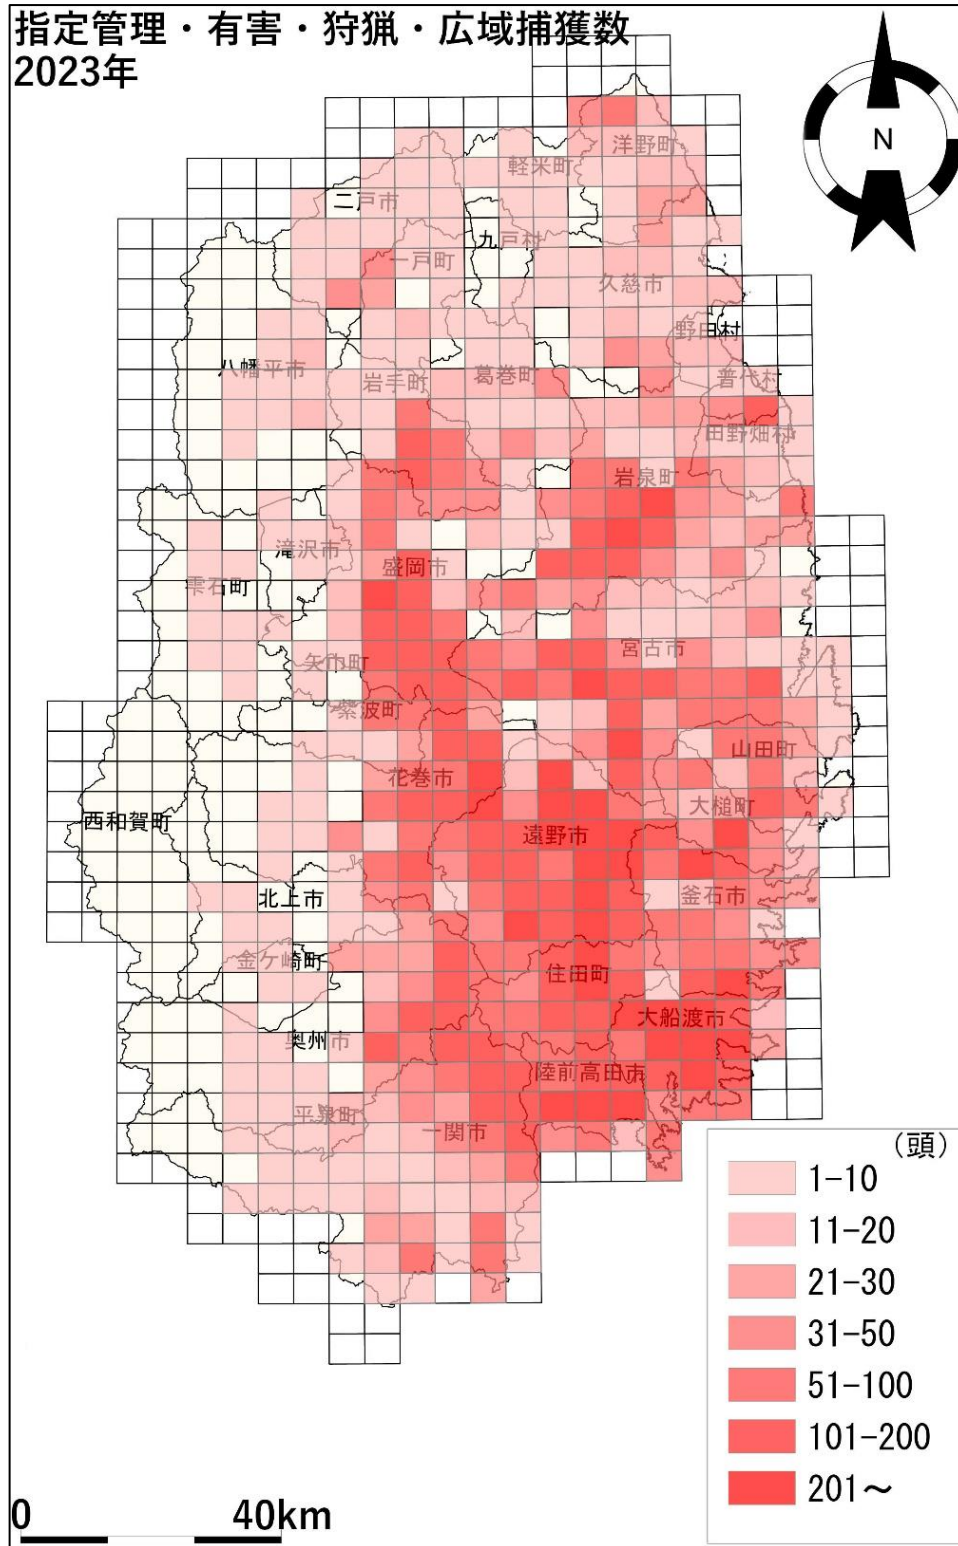 指定管理・有害・狩猟・広域捕獲数
2023年
N
洋野町
軽米町
二戸市
九戸村
一戸町
久慈市
野田村
八幡平市
岩手町
葛巻町
普代村
田野畑村
岩泉町
滝沢市
盛岡市
雫石町
宮古市
矢巾町
紫波町
山田町
花巻市
大槌町
西和賀町
遠野市
北上市
釜石市
金ケ崎町
住田町
大船渡市
奥州市
陸前高田市
平泉町
一関市
(頭)
1-10
11-20
21-30
31-50
51-100
101-200
201～
0 40km